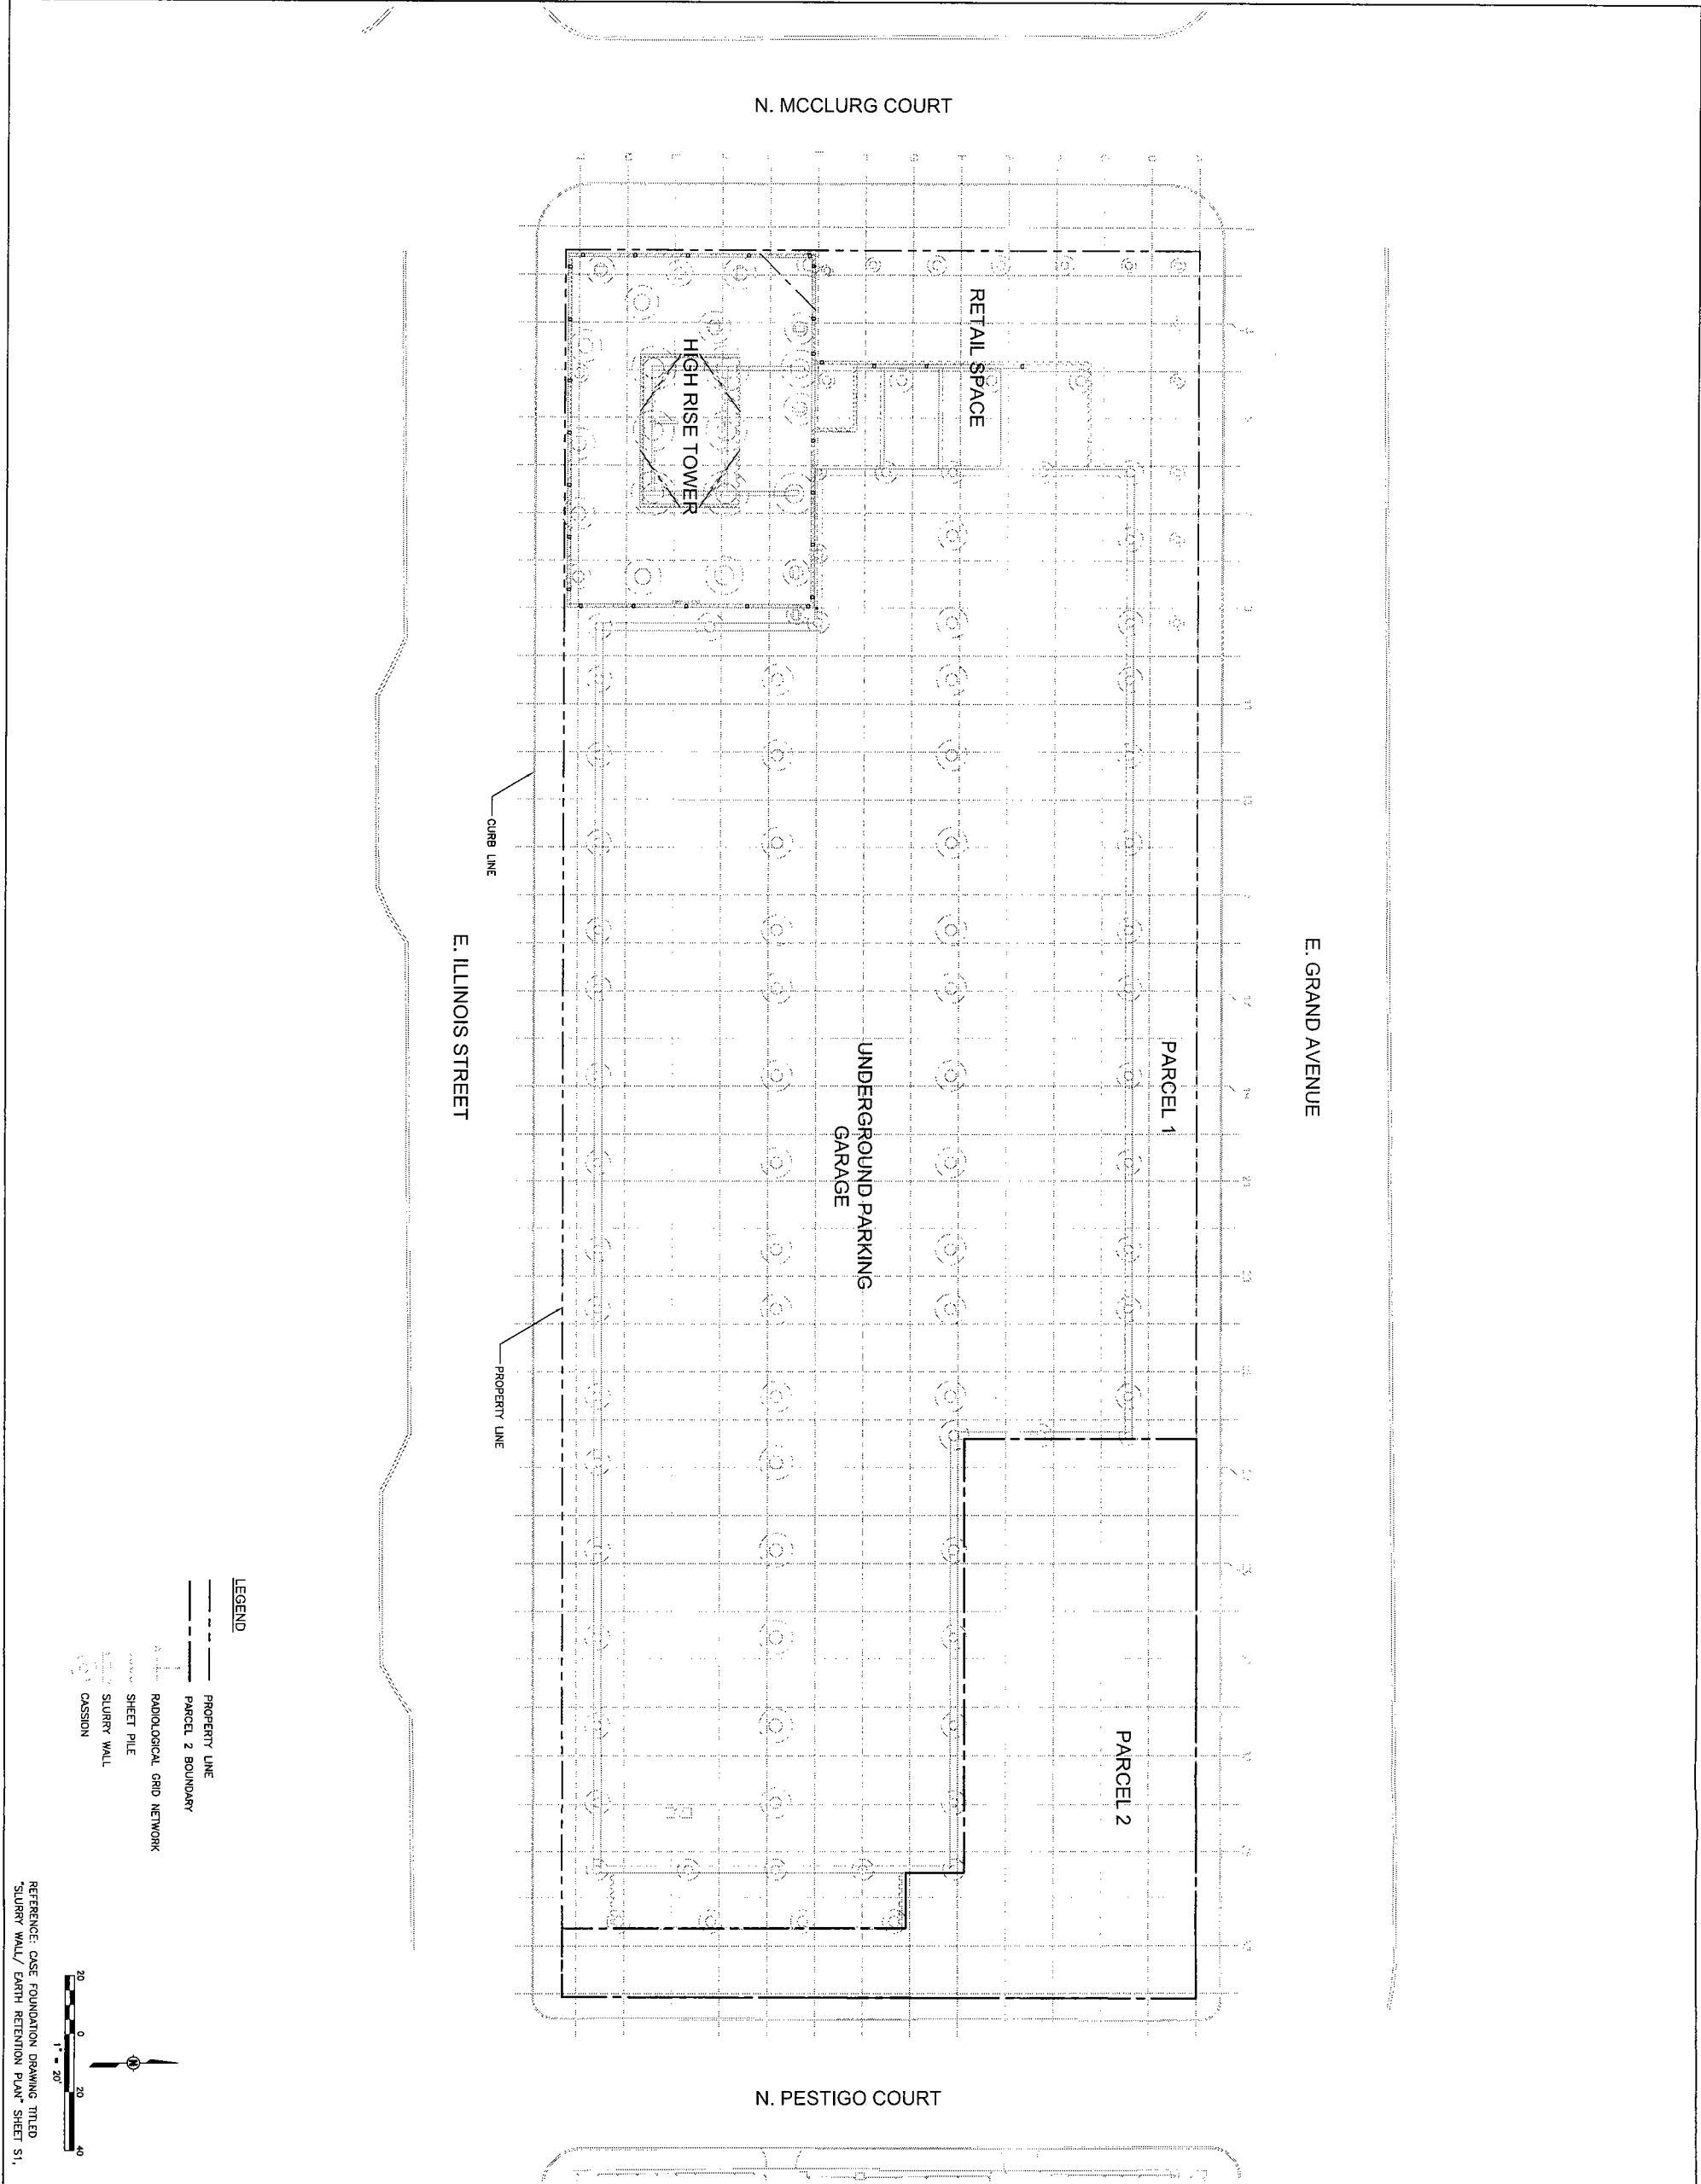 N. MCCLURG COURT
E. GRAND AVENUE
PARCEL 1
PARCEL 2
RETAIL SPACE
HIGH RISE TOWER
UNDERGROUND PARKING
GARAGE
CURB LINE
PROPERTY LINE
E. ILLINOIS STREET
N. PESTIGO COURT
LEGEND
PROPERTY LINE
PARCEL 2 BOUNDARY
RADIOLOGICAL GRID NETWORK
SHEET PILE
SLURRY WALL
CASSION
N
20 0 20 40
1" = 20'
REFERENCE: CASE FOUNDATION DRAWING TITLED
"SLURRY WALL/ EARTH RETENTION PLAN" SHEET S1,